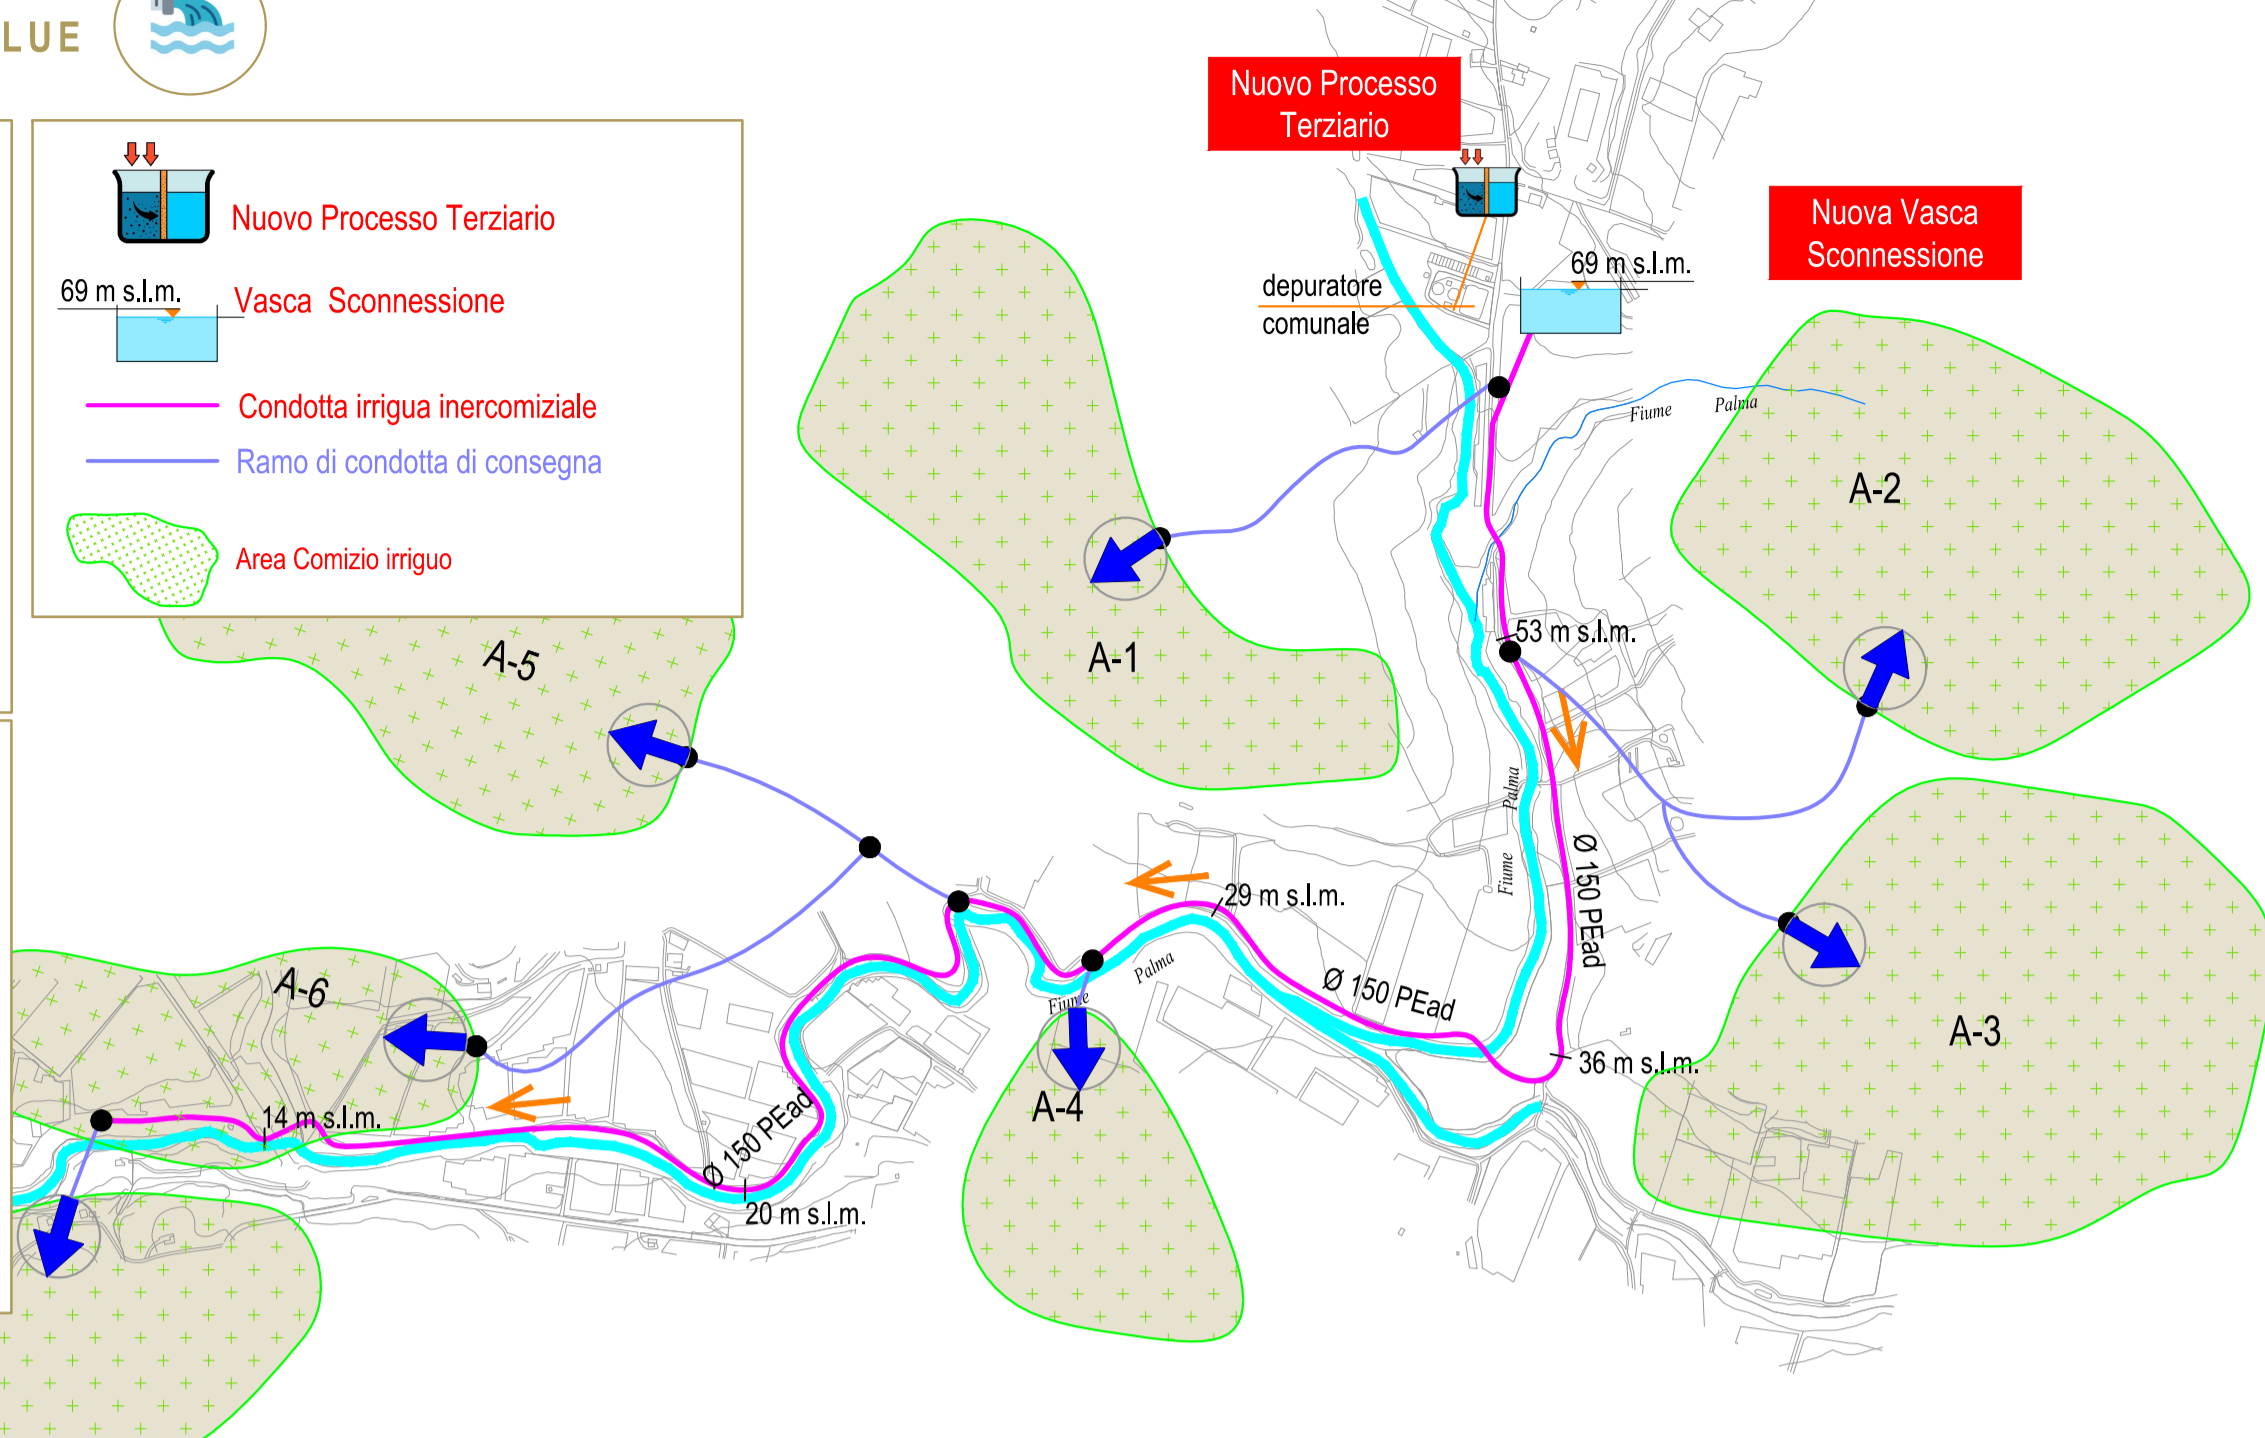 LUE
Nuovo Processo Terziario
69 m s.l.m.
Vasca Sconnessione
Condotta irrigua inercomiziale
Ramo di condotta di consegna
Area Comizio irriguo
Nuovo Processo
Terziario
Nuova Vasca
Sconnessione
69 m s.l.m.
depuratore
comunale
Fiume Palma
A-2
A-1
53 m s.l.m.
A-5
Fiume Palma
Ø 150 PEad
29 m s.l.m.
Fiume Palma
Ø 150 PEad
A-3
36 m s.l.m.
A-6
A-4
14 m s.l.m.
Ø 150 PEad
20 m s.l.m.